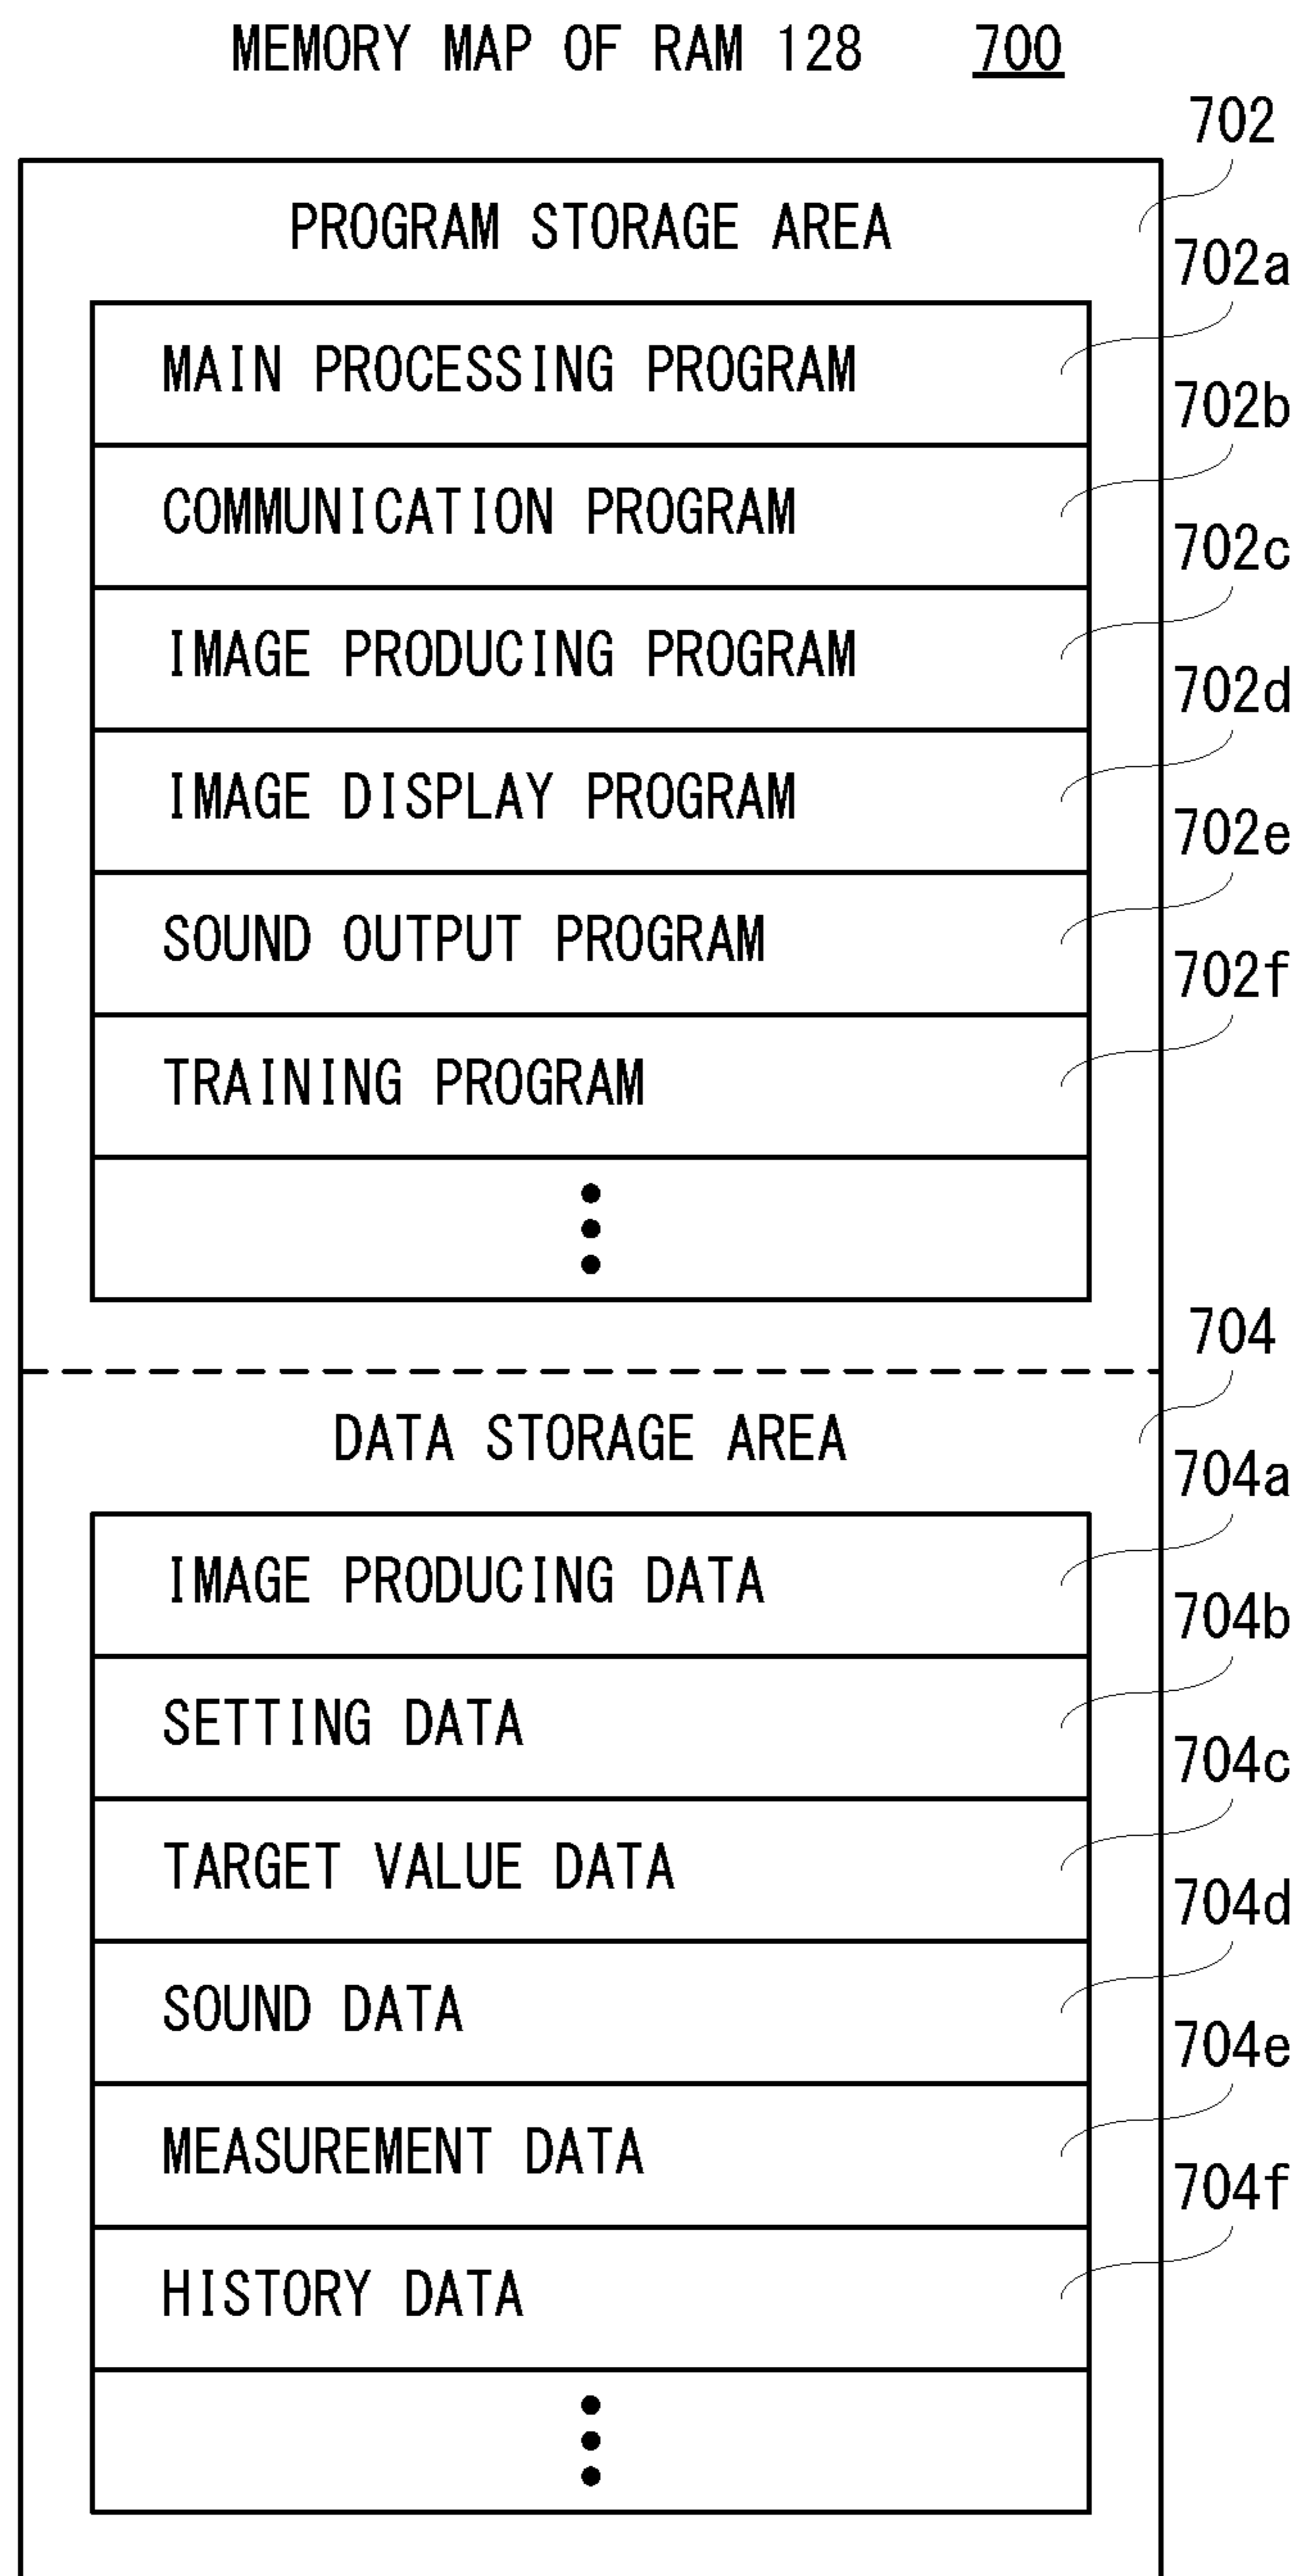 MEMORY MAP OF RAM 128 700
702
PROGRAM STORAGE AREA
702a
MAIN PROCESSING PROGRAM
702b
COMMUNICATION PROGRAM
702c
IMAGE PRODUCING PROGRAM
702d
IMAGE DISPLAY PROGRAM
702e
SOUND OUTPUT PROGRAM
702f
TRAINING PROGRAM
704
DATA STORAGE AREA
704a
IMAGE PRODUCING DATA
704b
SETTING DATA
704c
TARGET VALUE DATA
704d
SOUND DATA
704e
MEASUREMENT DATA
704f
HISTORY DATA